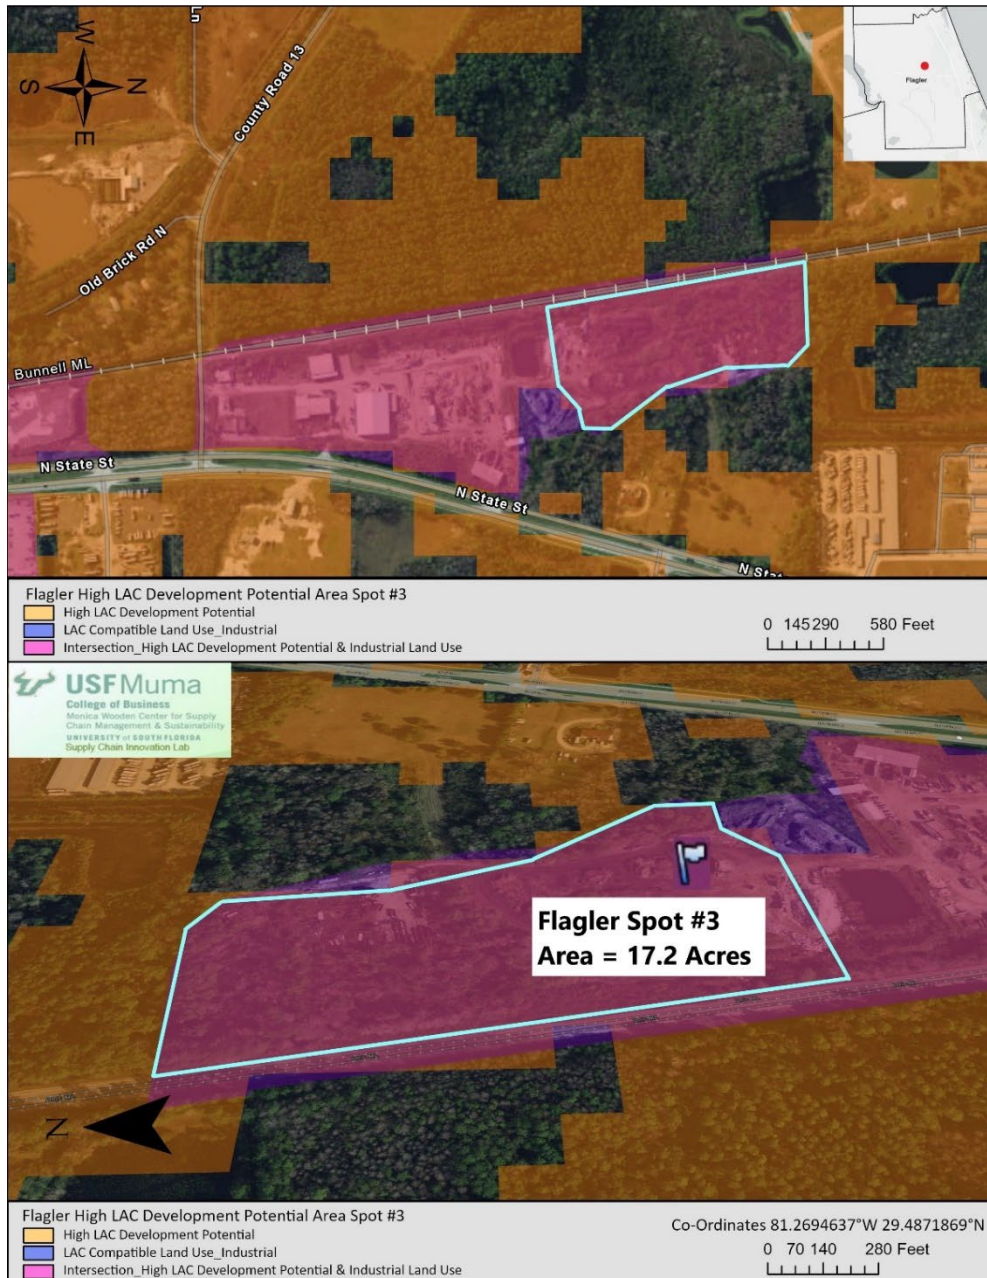 Ln
County Road 13
W
N
S
E
Flagler
Old Brick Rd N
Bunnell ML
N State St
N State St
Flagler High LAC Development Potential Area Spot #3
High LAC Development Potential
LAC Compatible Land Use_Industrial
Intersection_High LAC Development Potential & Industrial Land Use
0 145 290 580 Feet
USF Muma
College of Business
Monica Wooden Center for Supply
Chain Management & Sustainability
UNIVERSITY of SOUTH FLORIDA
Supply Chain Innovation Lab
Flagler Spot #3
Area = 17.2 Acres
N
Flagler High LAC Development Potential Area Spot #3
High LAC Development Potential
LAC Compatible Land Use_Industrial
Intersection_High LAC Development Potential & Industrial Land Use
Co-Ordinates 81.2694637°W 29.4871869°N
0 70 140 280 Feet